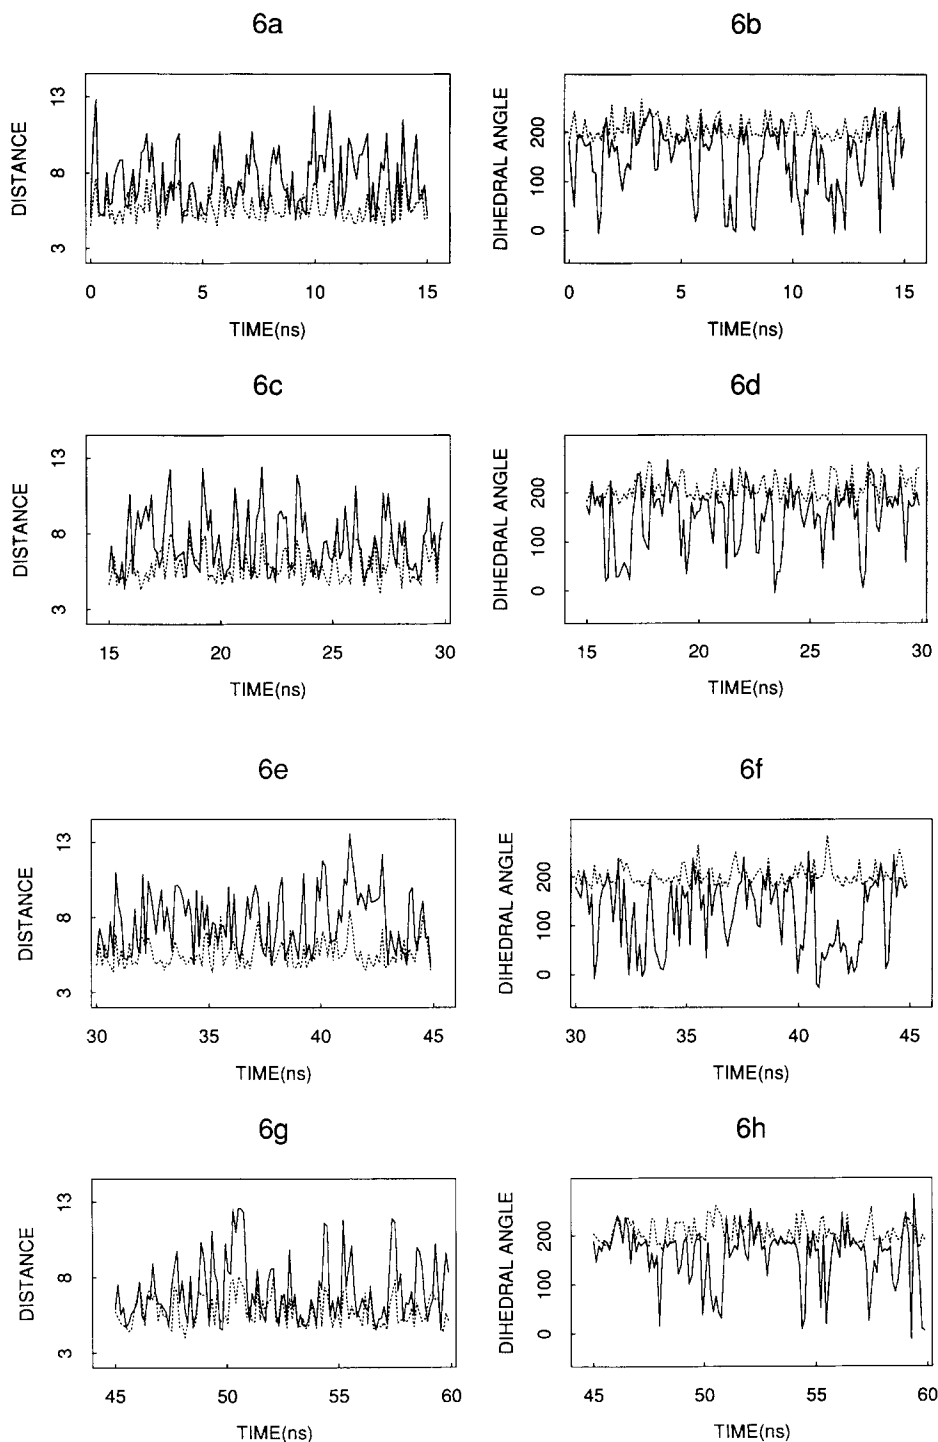 6a
6b
DISTANCE
13
8
3
0
5
10
15
TIME(ns)
DIHEDRAL ANGLE
200
100
0
0
5
10
15
TIME(ns)
6c
6d
DISTANCE
13
8
3
15
20
25
30
TIME(ns)
DIHEDRAL ANGLE
200
100
0
15
20
25
30
TIME(ns)
6e
6f
DISTANCE
13
8
3
30
35
40
45
TIME(ns)
DIHEDRAL ANGLE
200
100
0
30
35
40
45
TIME(ns)
6g
6h
DISTANCE
13
8
3
45
50
55
60
TIME(ns)
DIHEDRAL ANGLE
200
100
0
45
50
55
60
TIME(ns)